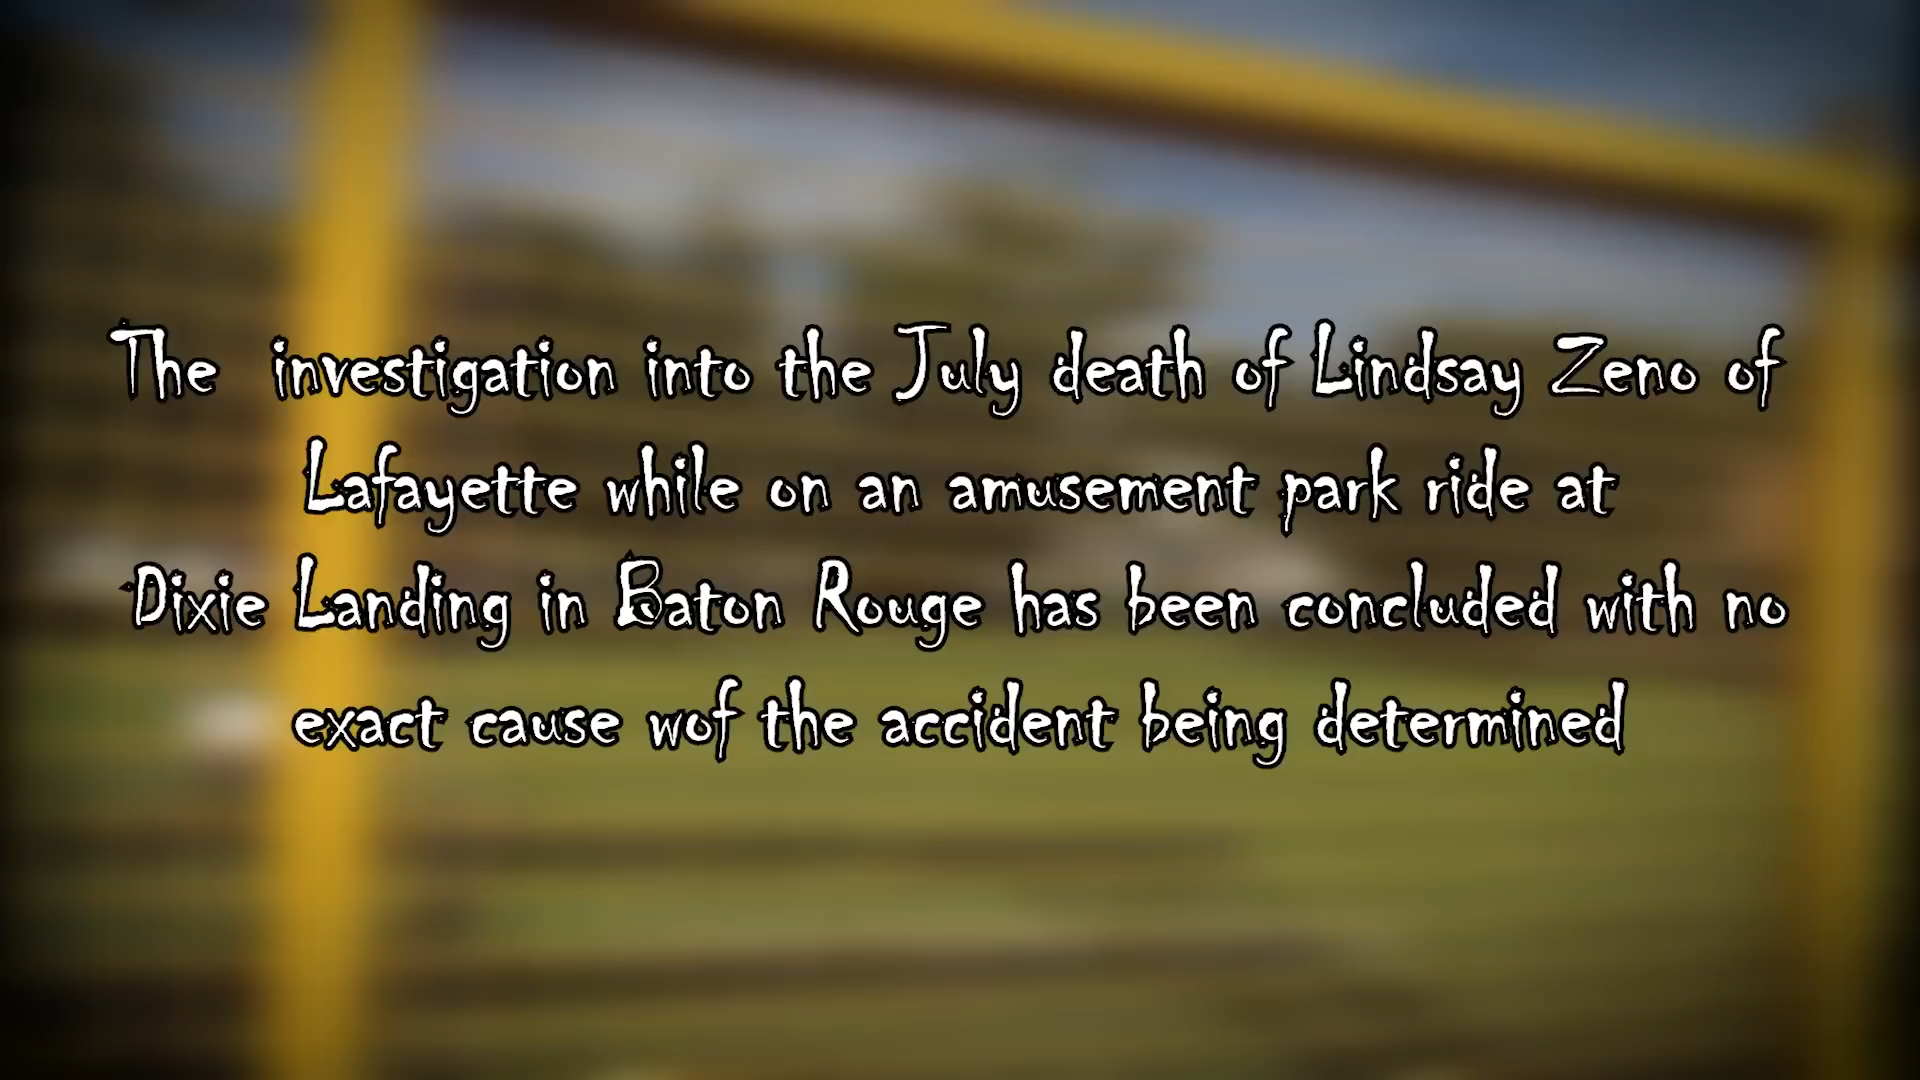 The  investigation into the July death of Lindsay Zeno of
Lafayette while on an amusement park ride at
Dixie Landing in Baton Rouge has been concluded with no
exact cause wof the accident being determined